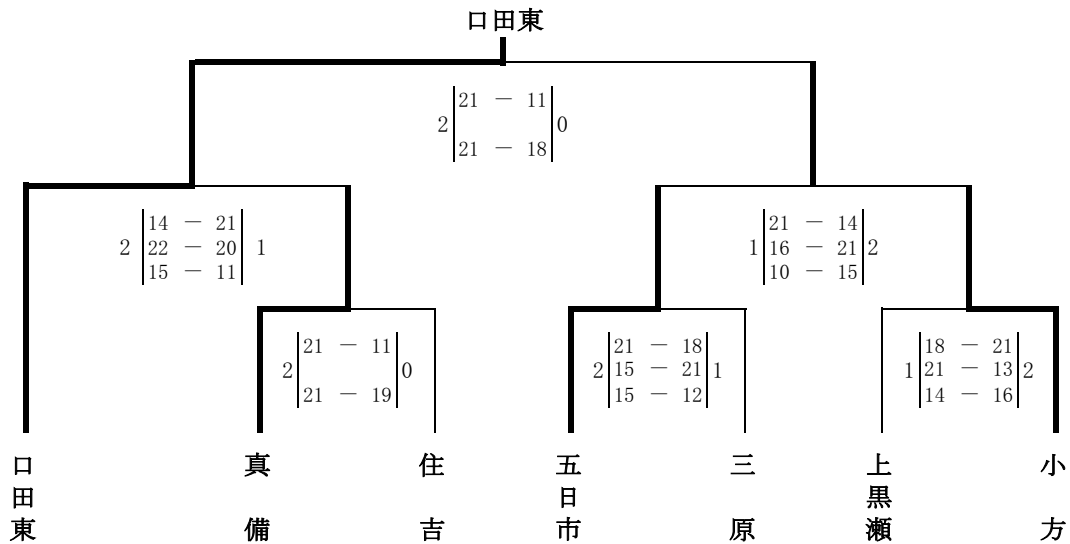 口田東
21 － 11
2 0
21 － 18
14 － 21
2 22 － 20 1
15 － 11
21 － 14
1 16 － 21 2
10 － 15
21 － 11
2 0
21 － 19
21 － 18
2 15 － 21 1
15 － 12
18 － 21
1 21 － 13 2
14 － 16
口田東
真備
住吉
五日市
三原
上黒瀬
小方